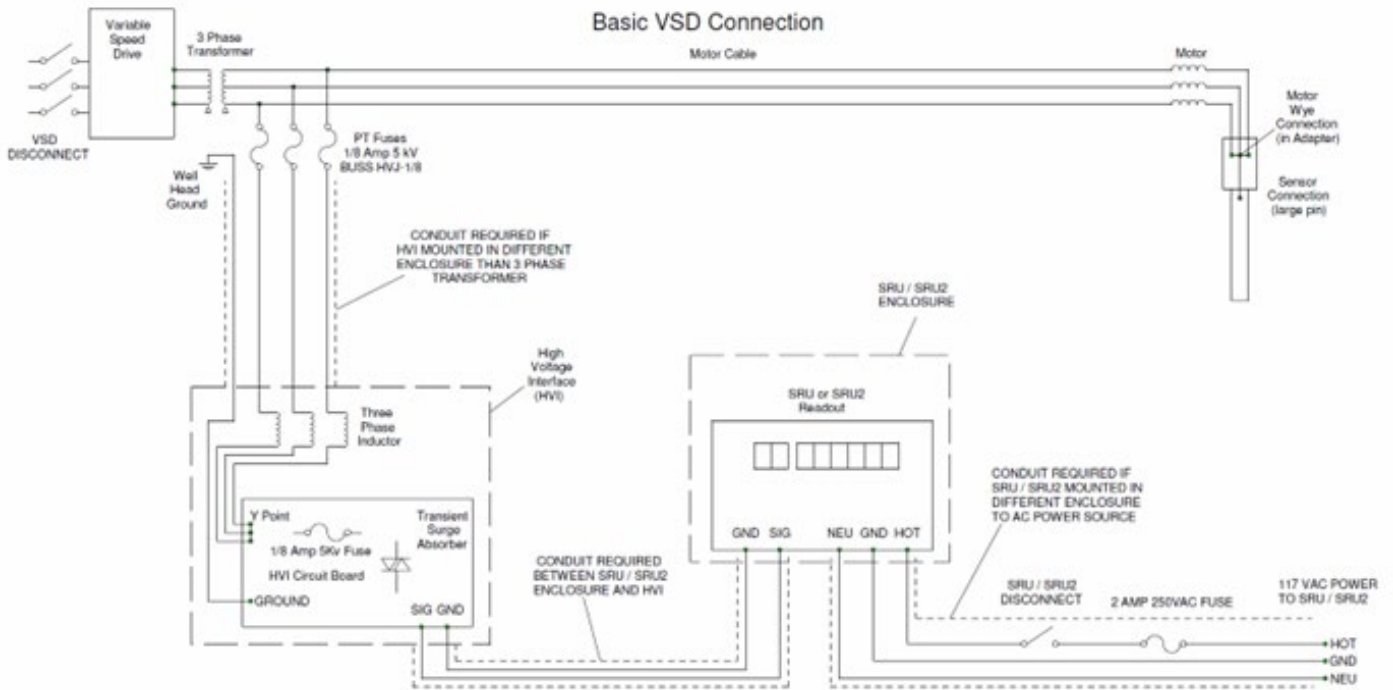 Basic VSD Connection
Variable
Speed
Drive
3 Phase
Transformer
Motor Cable
Motor
VSD
DISCONNECT
PT Fuses
1/8 Amp 5 kV
BUSS HVJ-1/8
Motor
Wye
Connection
(in Adapter)
Well
Head
Ground
Sensor
Connection
(large pin)
CONDUIT REQUIRED IF
HVI MOUNTED IN DIFFERENT
ENCLOSURE THAN 3 PHASE
TRANSFORMER
SRU / SRU2
ENCLOSURE
High
Voltage
Interface
(HVI)
SRU or SRU2
Readout
Three
Phase
Inductor
CONDUIT REQUIRED IF
SRU / SRU2 MOUNTED IN
DIFFERENT ENCLOSURE
TO AC POWER SOURCE
Y Point
Transient
Surge
Absorber
1/8 Amp 5Kv Fuse
HVI Circuit Board
GROUND
SIG GND
GND SIG NEU GND HOT
CONDUIT REQUIRED
BETWEEN SRU / SRU2
ENCLOSURE AND HVI
SRU / SRU2
DISCONNECT
2 AMP 250VAC FUSE
117 VAC POWER
TO SRU / SRU2
HOT
GND
NEU